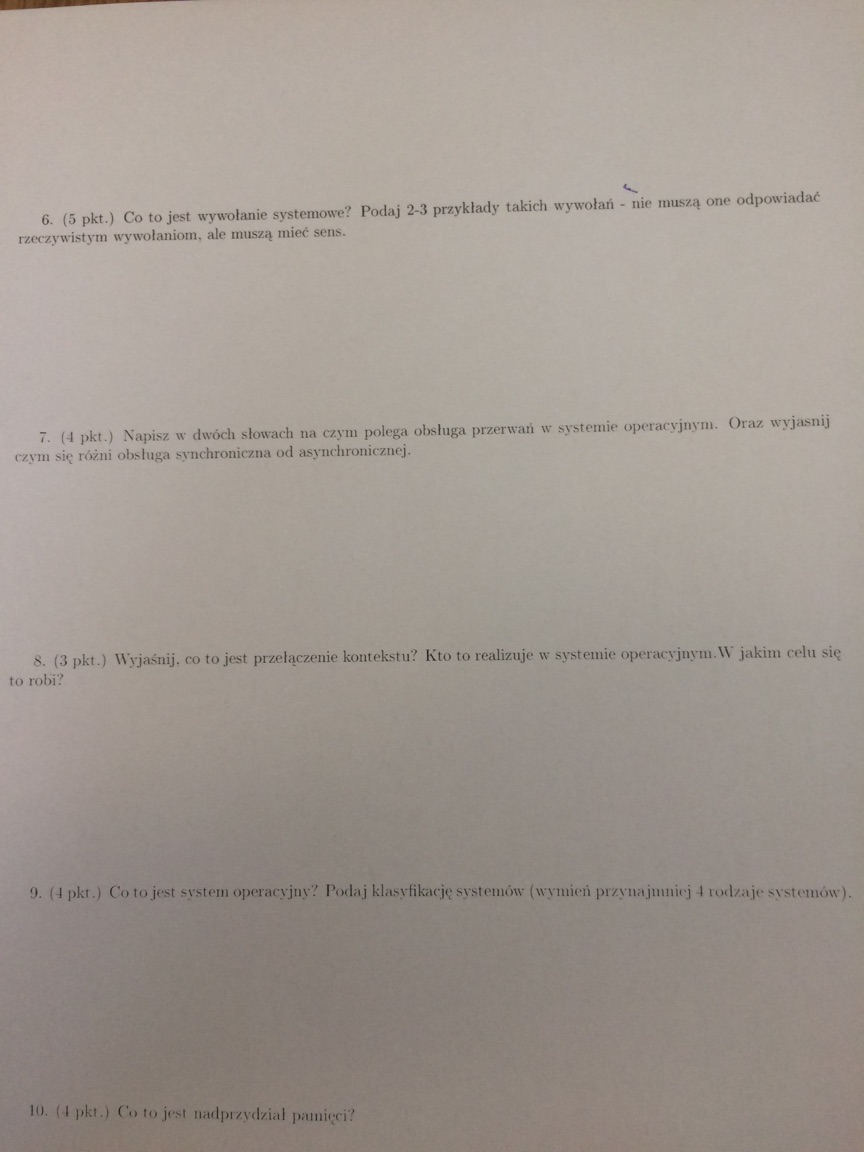 6. (5 pkt.) Co to jest wywołanie systemowe? Podaj 2-3 przykłady takich wywołań - nie muszą one odpowiadać
rzeczywistym wywołaniom, ale muszą mieć sens.
7. (4 pkt.) Napisz w dwóch słowach na czym polega obsługa przerwań w systemie operacyjnym. Oraz wyjasnij
czym się różni obsługa synchroniczna od asynchronicznej.
8. (3 pkt.) Wyjaśnij, co to jest przełączenie kontekstu? Kto to realizuje w systemie operacyjnym.W jakim celu się
to robi?
9. (4 pkt.) Co to jest system operacyjny? Podaj klasyfikację systemów (wymień przynajmniej 4 rodzaje systemów).
10. (4 pkt.) Co to jest nadprzydział pamięci?